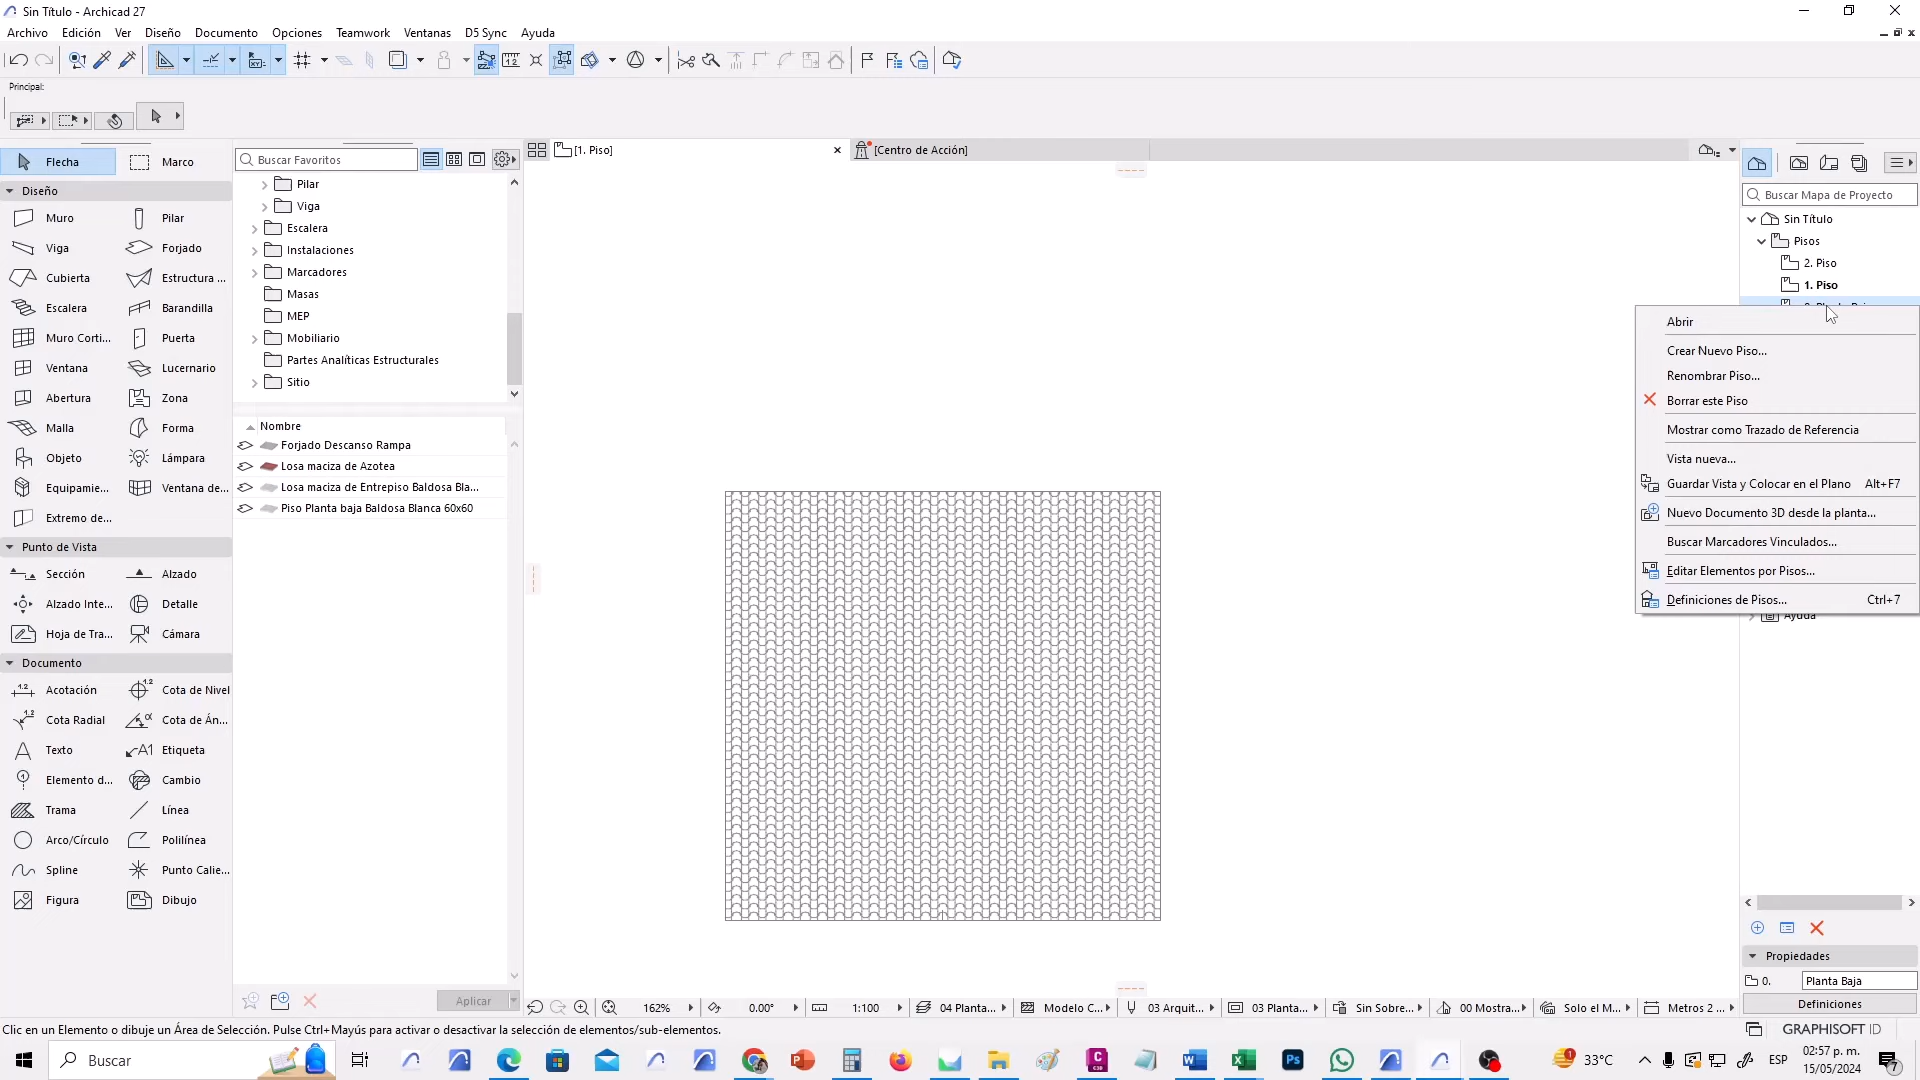 Sin Título - Archicad 27
Archivo Edición Ver Diseño Documento Opciones Teamwork Ventanas D5 Sync Ayuda
Principal:
Flecha Marco
Diseño
Muro Pilar
Viga Forjado
Cubierta Estructura ...
Escalera Barandilla
Muro Corti... Puerta
Ventana Lucernario
Abertura Zona
Malla Forma
Objeto Lámpara
Equipamie... Ventana de...
Extremo de...
Punto de Vista
Sección Alzado
Alzado Inte... Detalle
Hoja de Tra... Cámara
Documento
Acotación Cota de Nivel
Cota Radial Cota de Án...
Texto Etiqueta
Elemento d... Cambio
Trama Línea
Arco/Círculo Polilínea
Spline Punto Calie...
Figura Dibujo
Buscar Favoritos
Pilar
Viga
Escalera
Instalaciones
Marcadores
Masas
MEP
Mobiliario
Partes Analíticas Estructurales
Sitio
Nombre
Forjado Descanso Rampa
Losa maciza de Azotea
Losa maciza de Entrepiso Baldosa Bla...
Piso Planta baja Baldosa Blanca 60x60
Aplicar
[1. Piso] [Centro de Acción]
Buscar Mapa de Proyecto
Sin Título
Pisos
2. Piso
1. Piso
Abrir
Crear Nuevo Piso...
Renombrar Piso...
Borrar este Piso
Mostrar como Trazado de Referencia
Vista nueva...
Guardar Vista y Colocar en el Plano Alt+F7
Nuevo Documento 3D desde la planta...
Buscar Marcadores Vinculados...
Editar Elementos por Pisos...
Definiciones de Pisos... Ctrl+7
Ayuda
Propiedades
0. Planta Baja
Definiciones
162% 0.00° 1:100 04 Planta... Modelo C... 03 Arquit... 03 Planta... Sin Sobre... 00 Mostra... Solo el M... Metros 2 ...
Clic en un Elemento o dibuje un Área de Selección. Pulse Ctrl+Mayús para activar o desactivar la selección de elementos/sub-elementos.
GRAPHISOFT ID
Buscar
33°C
ESP
02:57 p. m.
15/05/2024
7